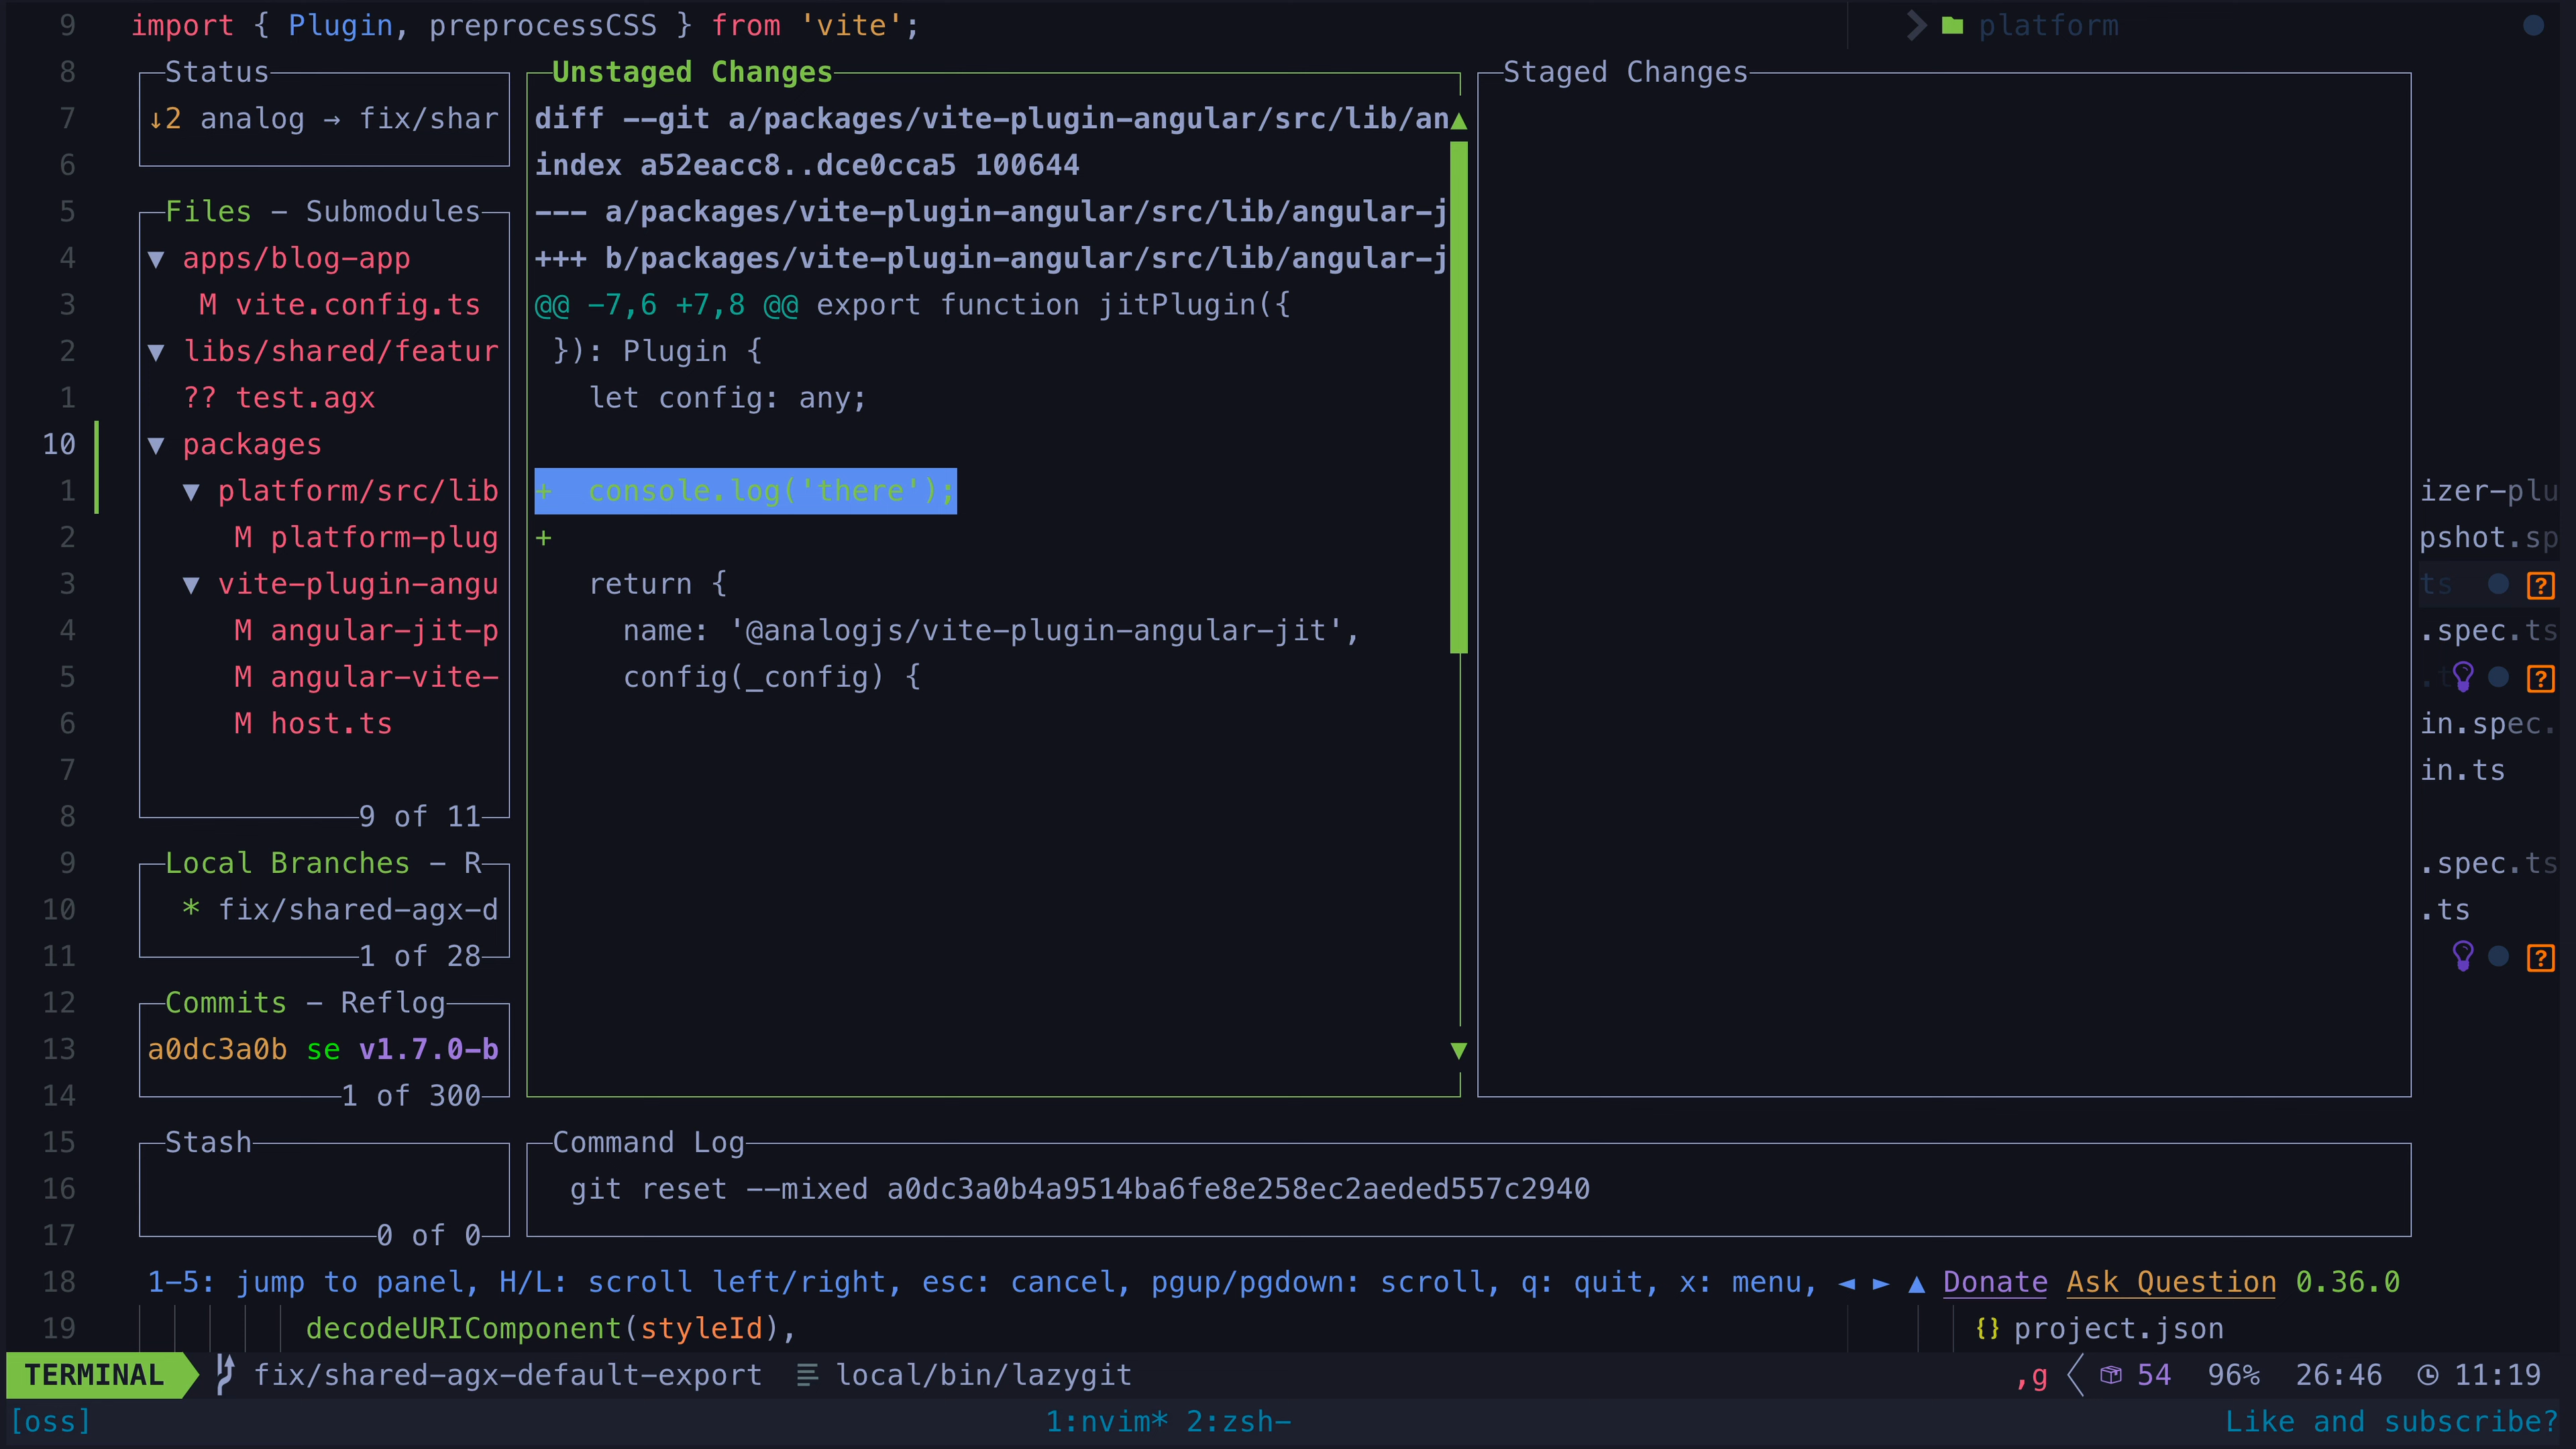 9 import { Plugin, preprocessCSS } from 'vite'; platform
8 Status Unstaged Changes Staged Changes
7 ↓2 analog → fix/shar diff --git a/packages/vite-plugin-angular/src/lib/an
6 index a52eacc8..dce0cca5 100644
5 Files - Submodules --- a/packages/vite-plugin-angular/src/lib/angular-j
4 ▼ apps/blog-app +++ b/packages/vite-plugin-angular/src/lib/angular-j
3 M vite.config.ts @@ -7,6 +7,8 @@ export function jitPlugin({
2 ▼ libs/shared/featur }): Plugin {
1 ?? test.agx let config: any;
10 ▼ packages
1 ▼ platform/src/lib + console.log('there'); izer-plu
2 M platform-plug + pshot.sp
3 ▼ vite-plugin-angu return { ts
4 M angular-jit-p name: '@analogjs/vite-plugin-angular-jit', .spec.ts
5 M angular-vite- config(_config) { .t
6 M host.ts in.spec.
7 in.ts
8 9 of 11
9 Local Branches - R .spec.ts
10 * fix/shared-agx-d .ts
11 1 of 28
12 Commits - Reflog
13 a0dc3a0b se v1.7.0-b
14 1 of 300
15 Stash Command Log
16 git reset --mixed a0dc3a0b4a9514ba6fe8e258ec2aeded557c2940
17 0 of 0
18 1-5: jump to panel, H/L: scroll left/right, esc: cancel, pgup/pgdown: scroll, q: quit, x: menu, ◄ ► ▲ Donate Ask Question 0.36.0
19 decodeURIComponent(styleId), {} project.json
TERMINAL fix/shared-agx-default-export local/bin/lazygit ,g 54 96% 26:46 11:19
[oss] 1:nvim* 2:zsh- Like and subscribe?